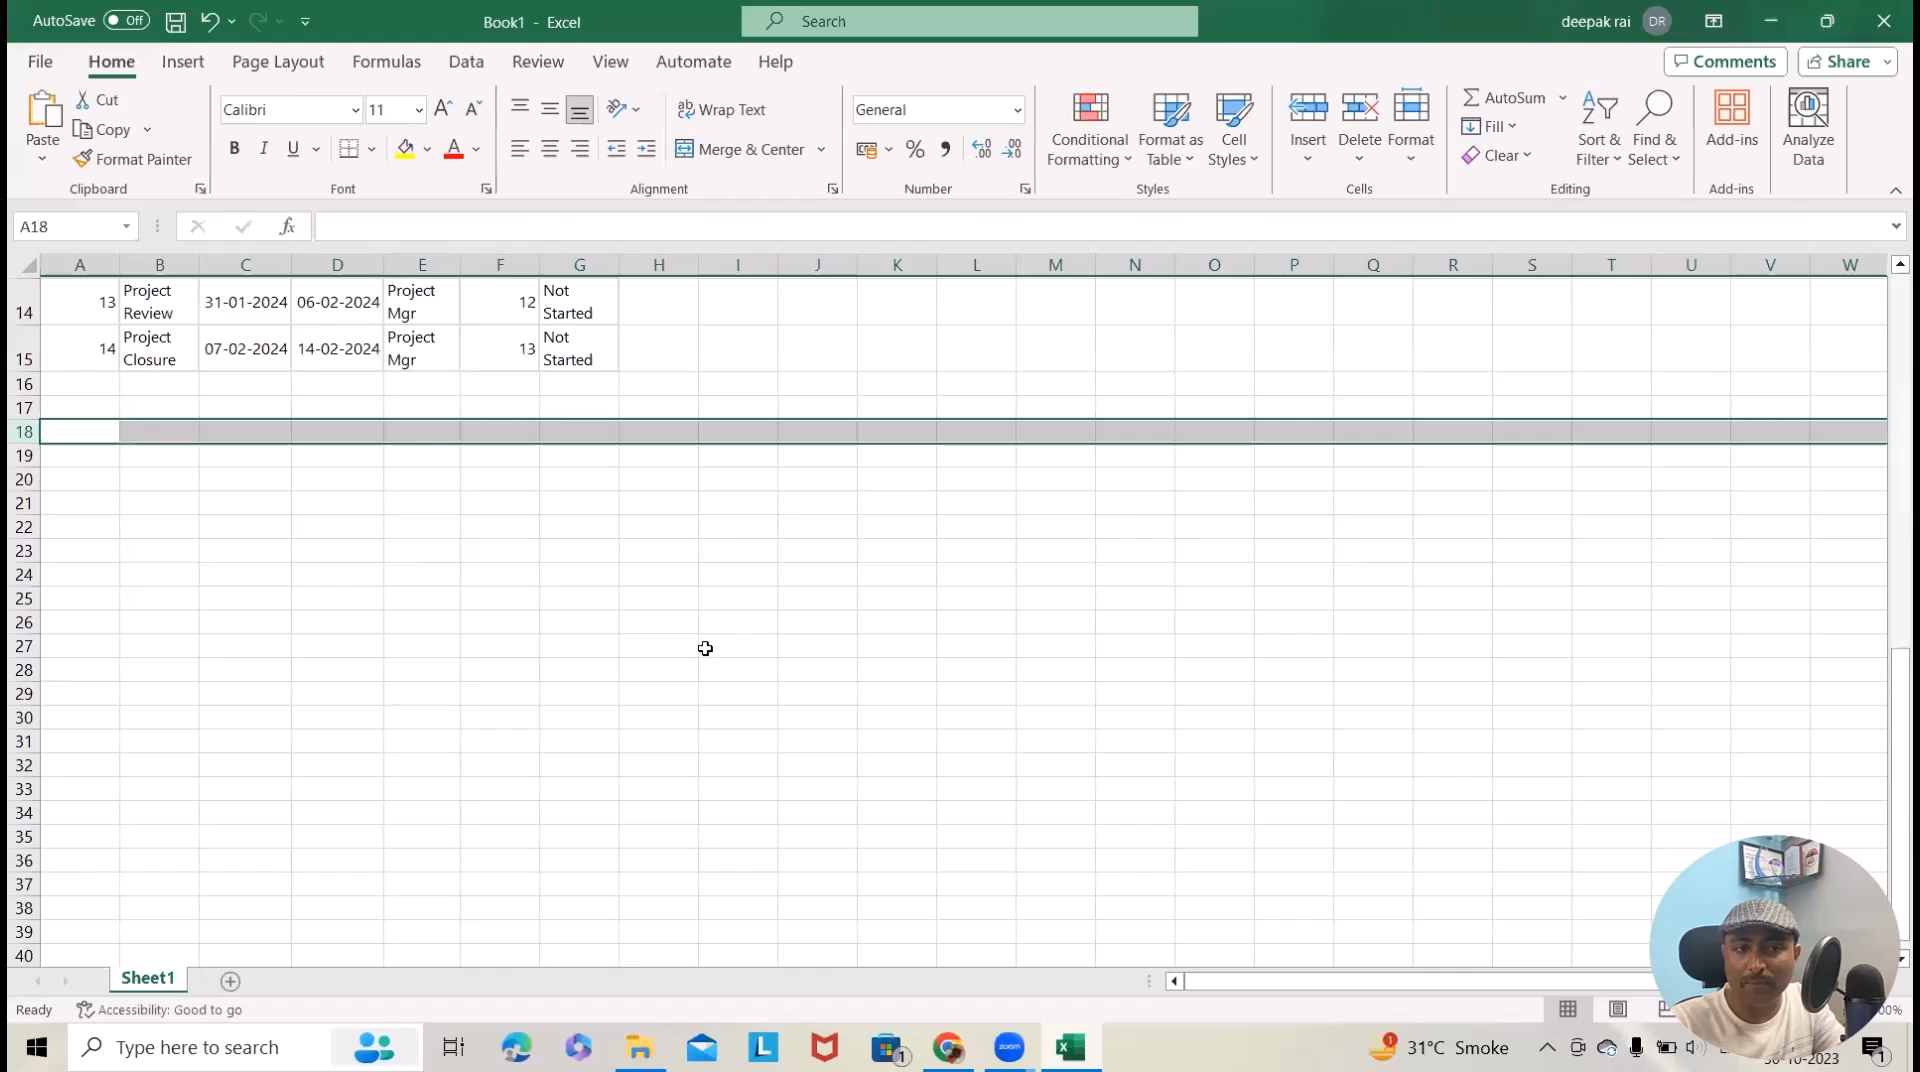 AutoSave Off Book1 - Excel Search deepak rai DR
File Home Insert Page Layout Formulas Data Review View Automate Help Comments Share
Paste Cut Copy Format Painter Clipboard
Calibri 11 B I U A Font
Wrap Text Merge & Center Alignment
General % Number
Conditional Formatting Format as Table Cell Styles Styles
Insert Delete Format Cells
AutoSum Fill Clear Sort & Filter Find & Select Editing
Add-ins Add-ins Analyze Data
A18 fx
A B C D E F G H I J K L M N O P Q R S T U V W
14 13 Project Review 31-01-2024 06-02-2024 Project Mgr 12 Not Started
15 14 Project Closure 07-02-2024 14-02-2024 Project Mgr 13 Not Started
16
17
18
19
20
21
22
23
24
25
26
27
28
29
30
31
32
33
34
35
36
37
38
39
40
Sheet1
Ready Accessibility: Good to go
Type here to search L zoom 1 1 31°C Smoke 1